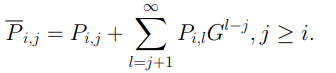 $\overline{P}_{i,j} = P_{i,j} + \sum_{l=j+1}^{\infty} P_{i,l} G^{l-j}, j \geq i.$